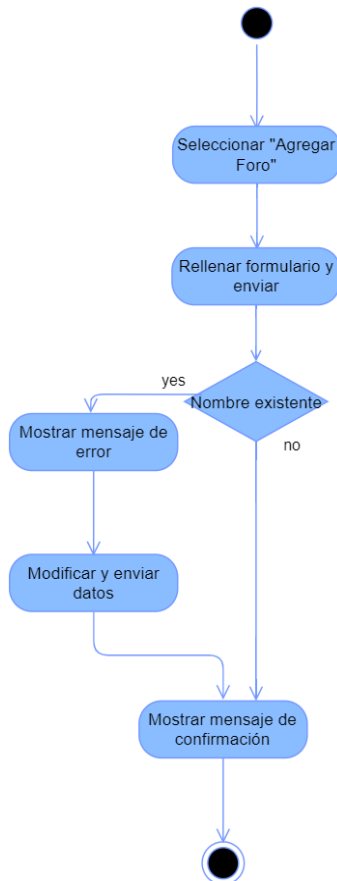 Seleccionar "Agregar
Foro"
Rellenar formulario y
enviar
yes
Nombre existente
Mostrar mensaje de
error
no
Modificar y enviar
datos
Mostrar mensaje de
confirmación